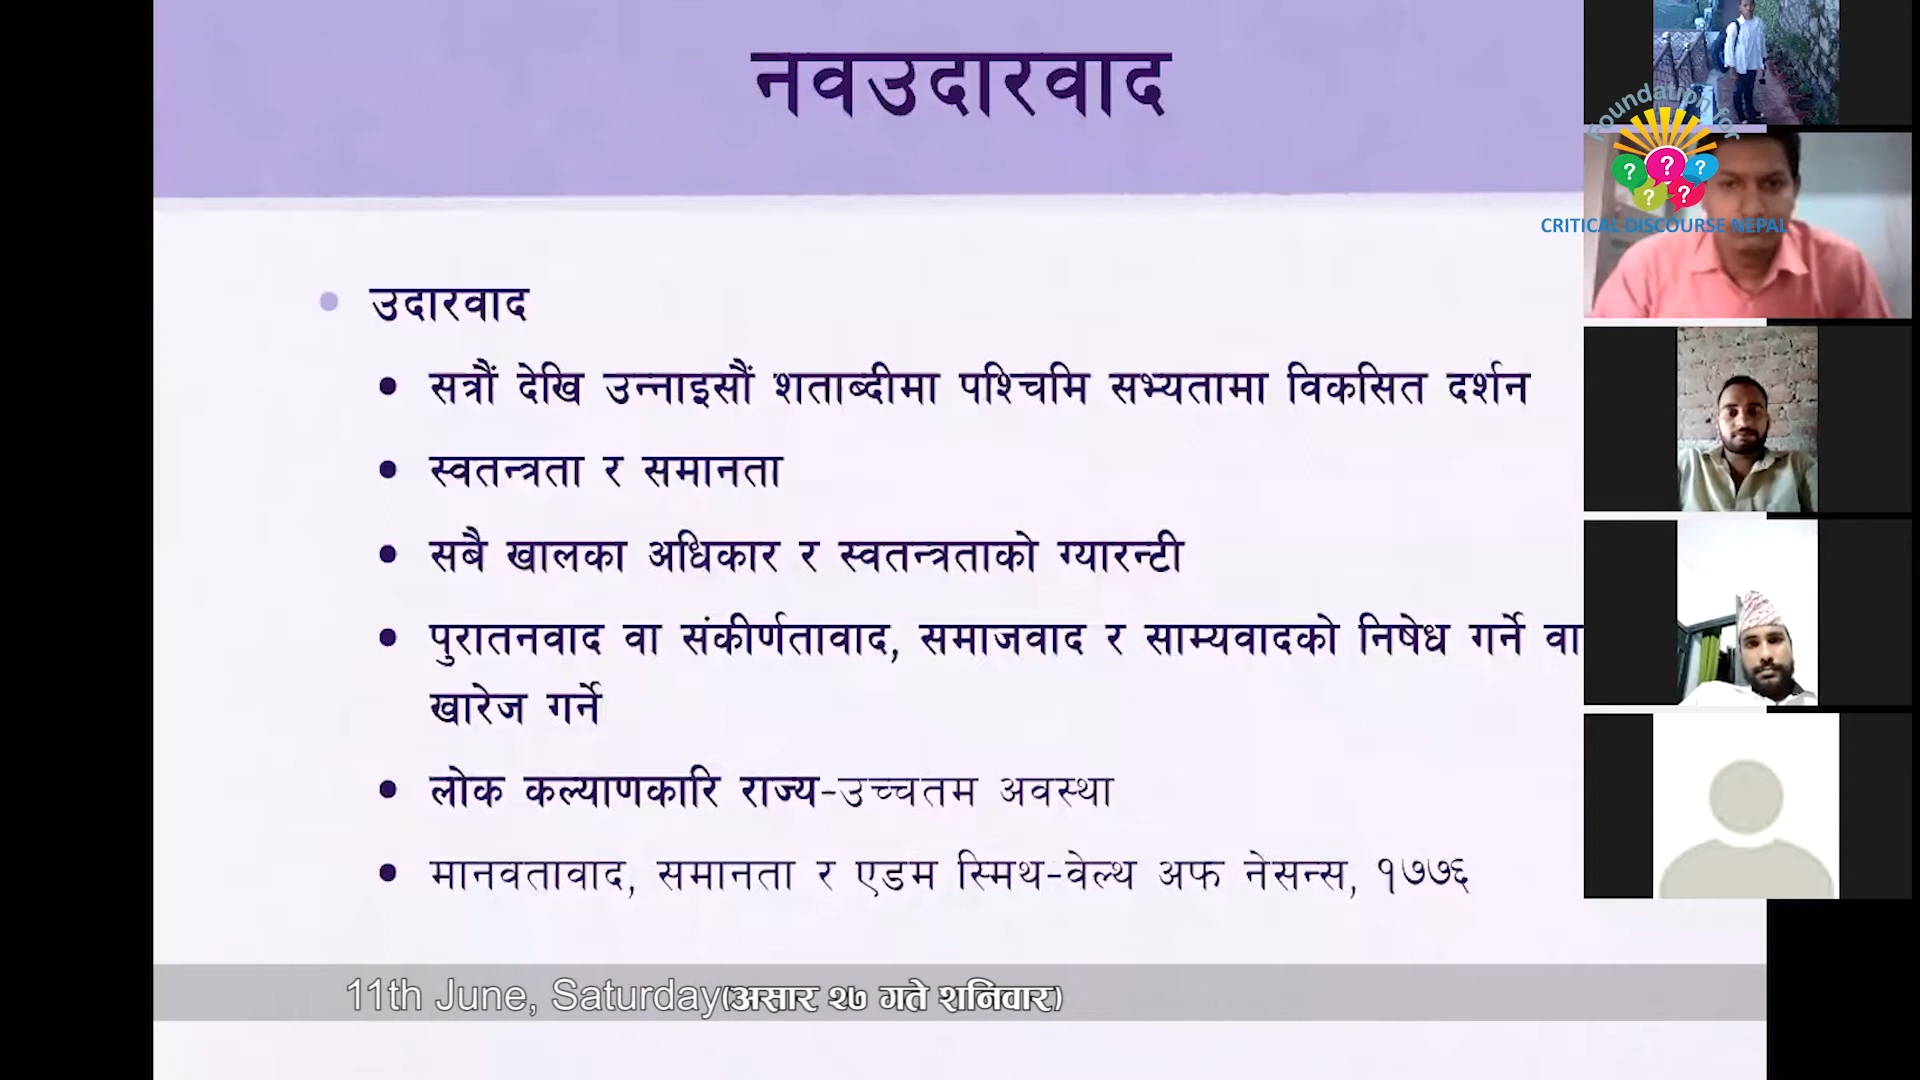 नवउदारवाद
उदारवाद
सत्रौं देखि उन्नाइसौं शताब्दीमा पश्चिमि सभ्यतामा विकसित दर्शन
स्वतन्त्रता र समानता
सबै खालका अधिकार र स्वतन्त्रताको ग्यारन्टी
पुरातनवाद वा संकीर्णतावाद, समाजवाद र साम्यवादको निषेध गर्ने वा
खारेज गर्ने
लोक कल्याणकारि राज्य-उच्चतम अवस्था
मानवतावाद, समानता र एडम स्मिथ-वेल्थ अफ नेसन्स, १७७६
11th June, Saturday(असार २७ गते शनिवार)
Foundation for
CRITICAL DISCOURSE NEPAL